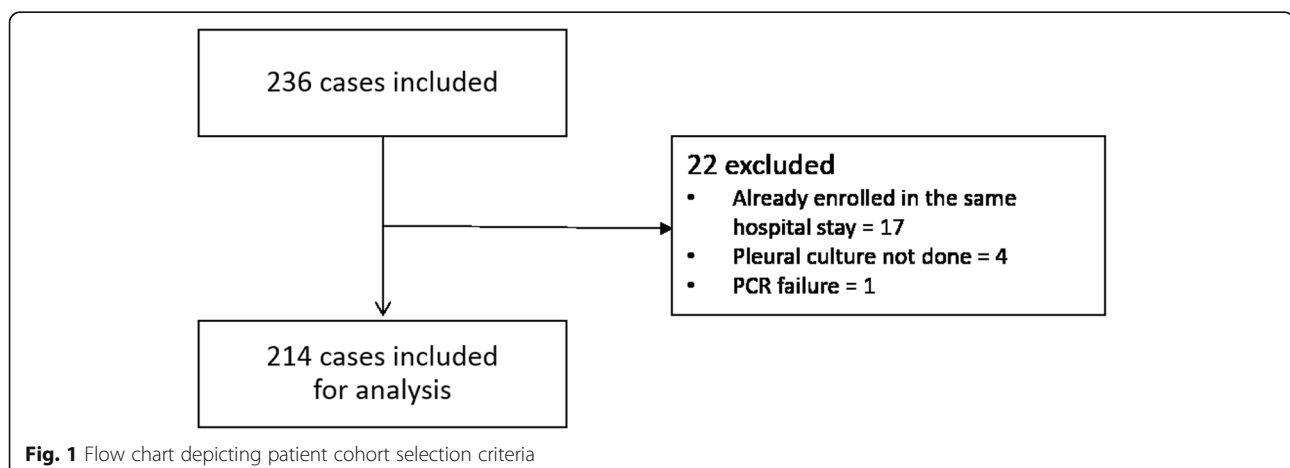 236 cases included
22 excluded
• Already enrolled in the same
hospital stay = 17
• Pleural culture not done = 4
• PCR failure = 1
214 cases included
for analysis
Fig. 1 Flow chart depicting patient cohort selection criteria